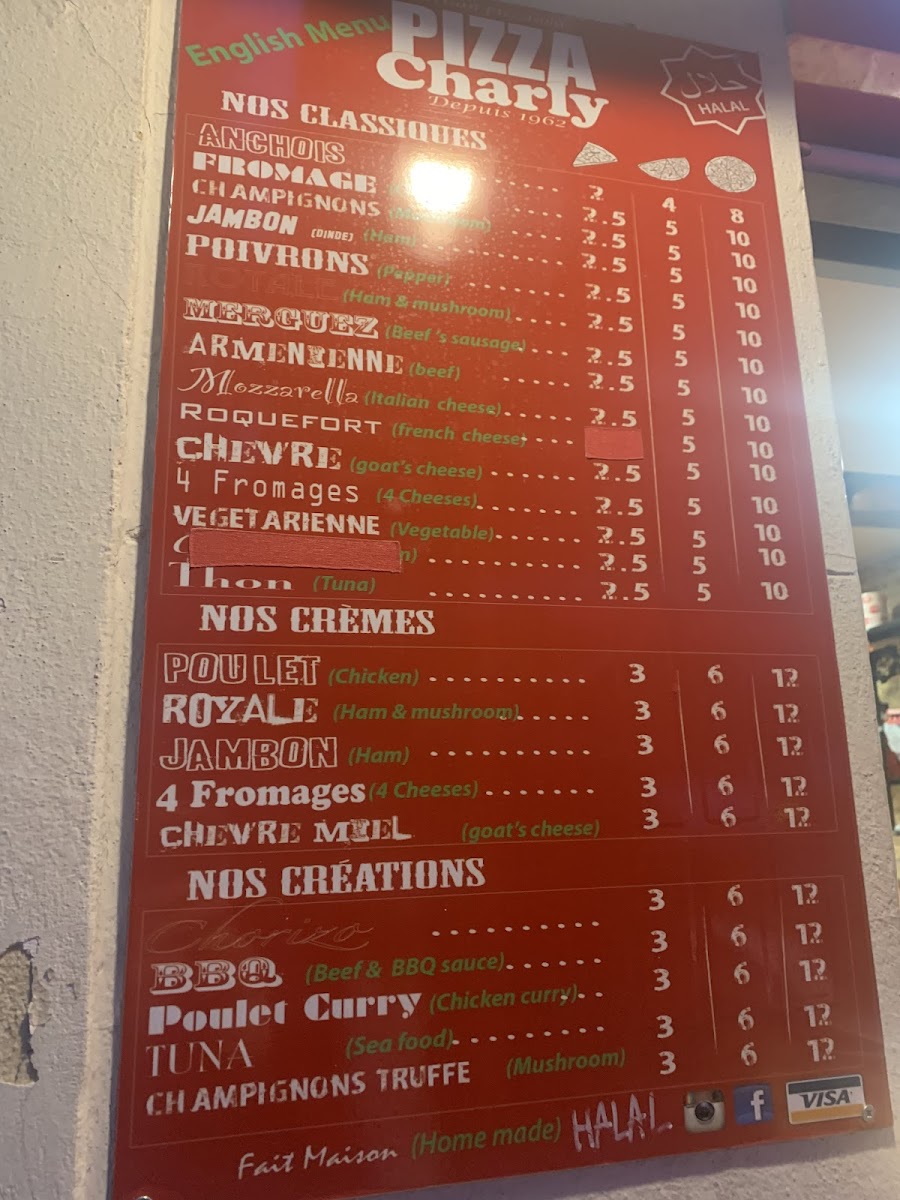 English Menu
PIZZA
Charly
Depuis 1962
حلال
HALAL
NOS CLASSIQUES
ANCHOIS 2 4 8
FROMAGE 2.5 5 10
CHAMPIGNONS 2.5 5 10
JAMBON (DINDE) (Ham) 2.5 5 10
POIVRONS (Pepper) 2.5 5 10
ROYALE (Ham & mushroom) 2.5 5 10
MERGUEZ (Beef 's sausage) 2.5 5 10
ARMENIENNE (beef) 2.5 5 10
Mozzarella (Italian cheese) 2.5 5 10
ROQUEFORT (french cheese) 5 10
CHEVRE (goat's cheese) 2.5 5 10
4 Fromages (4 Cheeses) 2.5 5 10
VEGETARIENNE (Vegetable) 2.5 5 10
2.5 5 10
Thon (Tuna) 2.5 5 10
NOS CRÈMES
POULET (Chicken) 3 6 12
ROYALE (Ham & mushroom) 3 6 12
JAMBON (Ham) 3 6 12
4 Fromages (4 Cheeses) 3 6 12
CHEVRE MIEL (goat's cheese) 3 6 12
NOS CRÉATIONS
Chorizo 3 6 12
BBQ (Beef & BBQ sauce) 3 6 12
Poulet Curry (Chicken curry) 3 6 12
TUNA (Sea food) 3 6 12
CHAMPIGNONS TRUFFE (Mushroom) 3 6 12
Fait Maison (Home made) HALAL f VISA